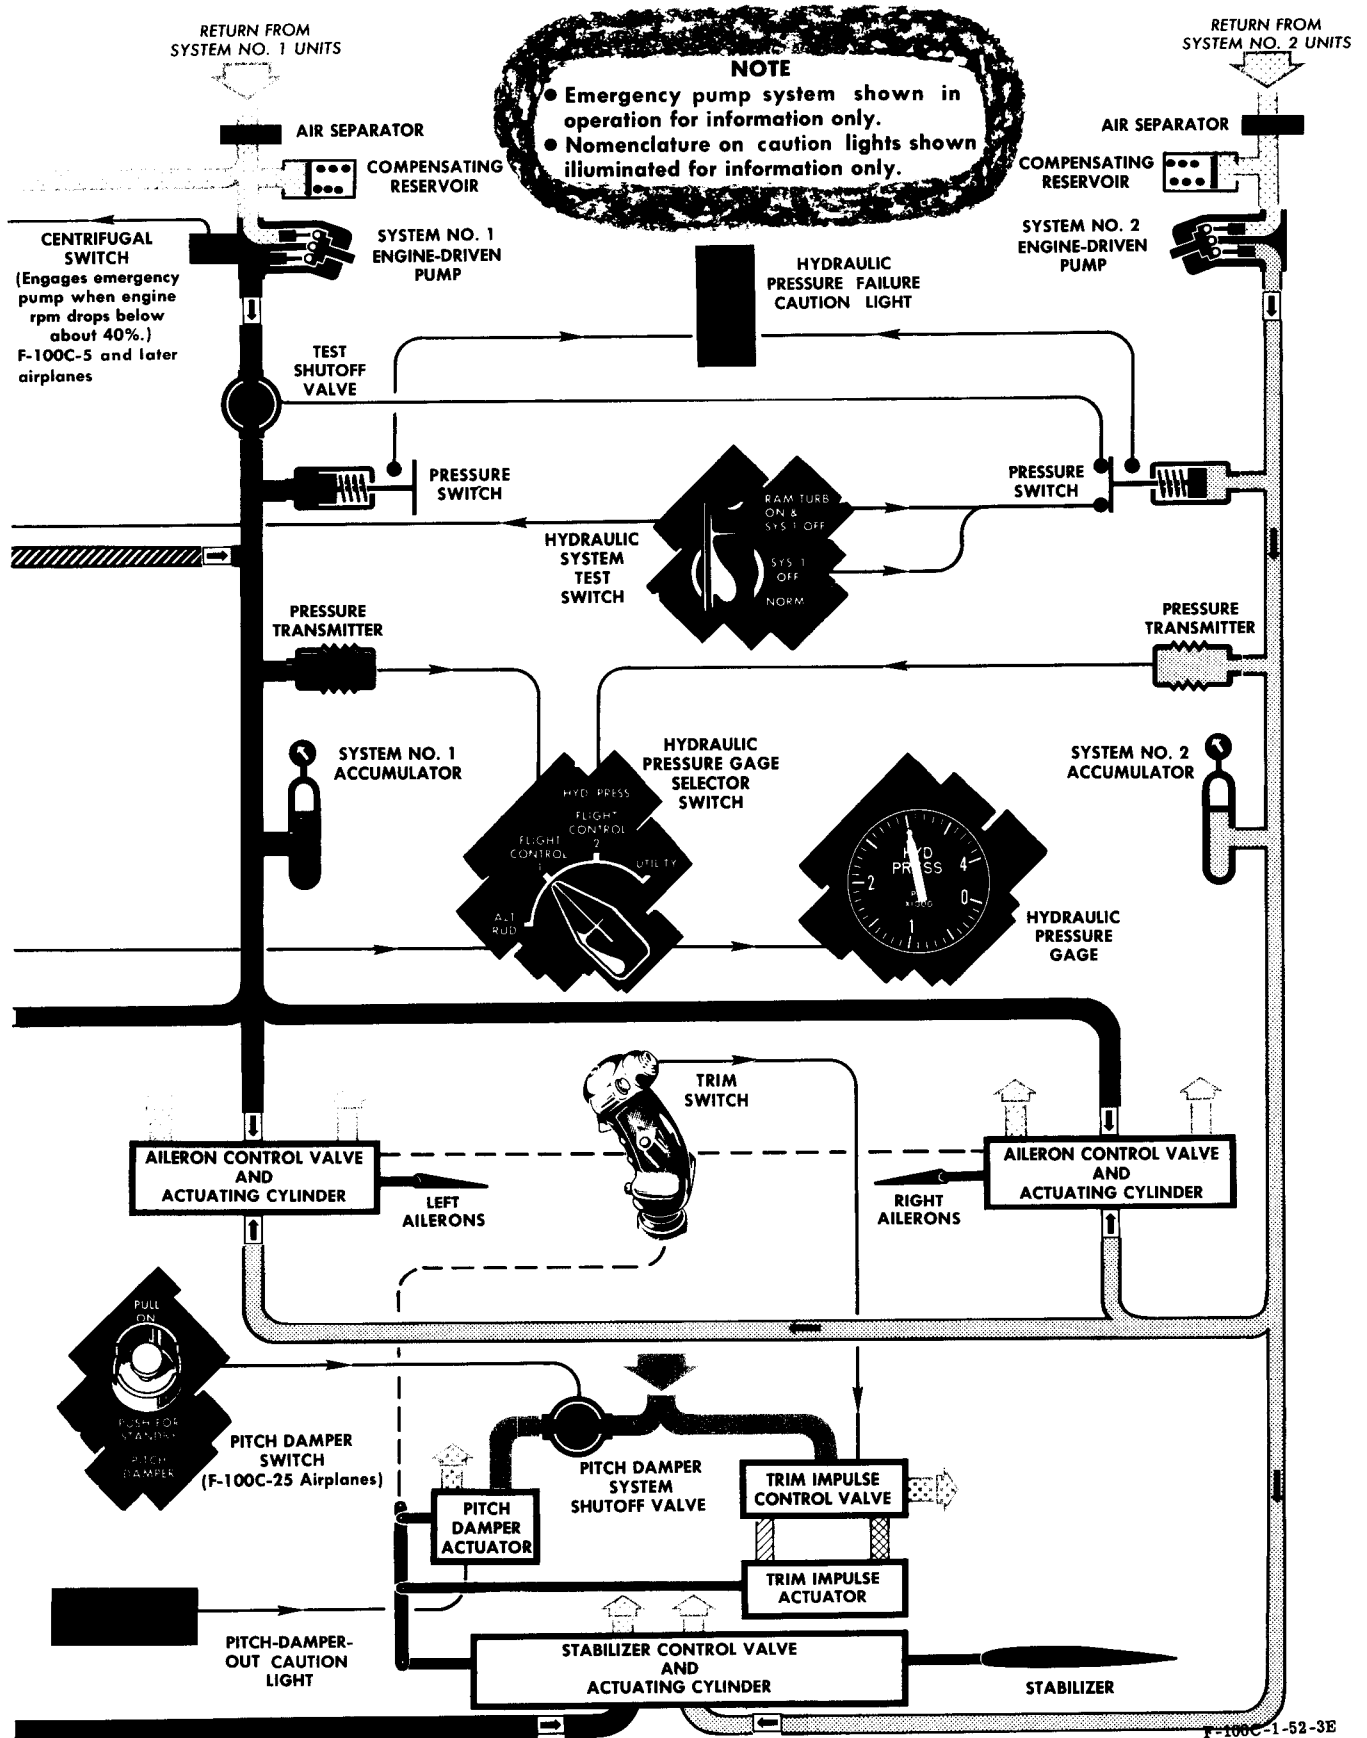 RETURN FROM
SYSTEM NO. 1 UNITS
RETURN FROM
SYSTEM NO. 2 UNITS
NOTE
● Emergency pump system shown in
operation for information only.
● Nomenclature on caution lights shown
illuminated for information only.
AIR SEPARATOR
COMPENSATING
RESERVOIR
AIR SEPARATOR
COMPENSATING
RESERVOIR
CENTRIFUGAL
SWITCH
(Engages emergency
pump when engine
rpm drops below
about 40%.)
F-100C-5 and later
airplanes
SYSTEM NO. 1
ENGINE-DRIVEN
PUMP
SYSTEM NO. 2
ENGINE-DRIVEN
PUMP
HYDRAULIC
PRESSURE FAILURE
CAUTION LIGHT
TEST
SHUTOFF
VALVE
PRESSURE
SWITCH
PRESSURE
SWITCH
RAM TURB
ON &
SYS 1 OFF
SYS 1
OFF
NORM
HYDRAULIC
SYSTEM
TEST
SWITCH
PRESSURE
TRANSMITTER
PRESSURE
TRANSMITTER
SYSTEM NO. 1
ACCUMULATOR
HYDRAULIC
PRESSURE GAGE
SELECTOR
SWITCH
SYSTEM NO. 2
ACCUMULATOR
HYD PRESS
FLIGHT
CONTROL
2
FLIGHT
CONTROL
1
UTILITY
ALT
RUD
HYD
PRESS
X1000
4
2
0
1
HYDRAULIC
PRESSURE
GAGE
TRIM
SWITCH
AILERON CONTROL VALVE
AND
ACTUATING CYLINDER
LEFT
AILERONS
RIGHT
AILERONS
AILERON CONTROL VALVE
AND
ACTUATING CYLINDER
PULL
ON
PUSH FOR
STANDBY
PITCH
DAMPER
PITCH DAMPER
SWITCH
(F-100C-25 Airplanes)
PITCH DAMPER
SYSTEM
SHUTOFF VALVE
TRIM IMPULSE
CONTROL VALVE
PITCH
DAMPER
ACTUATOR
TRIM IMPULSE
ACTUATOR
PITCH-DAMPER-
OUT CAUTION
LIGHT
STABILIZER CONTROL VALVE
AND
ACTUATING CYLINDER
STABILIZER
F-100C-1-52-3E